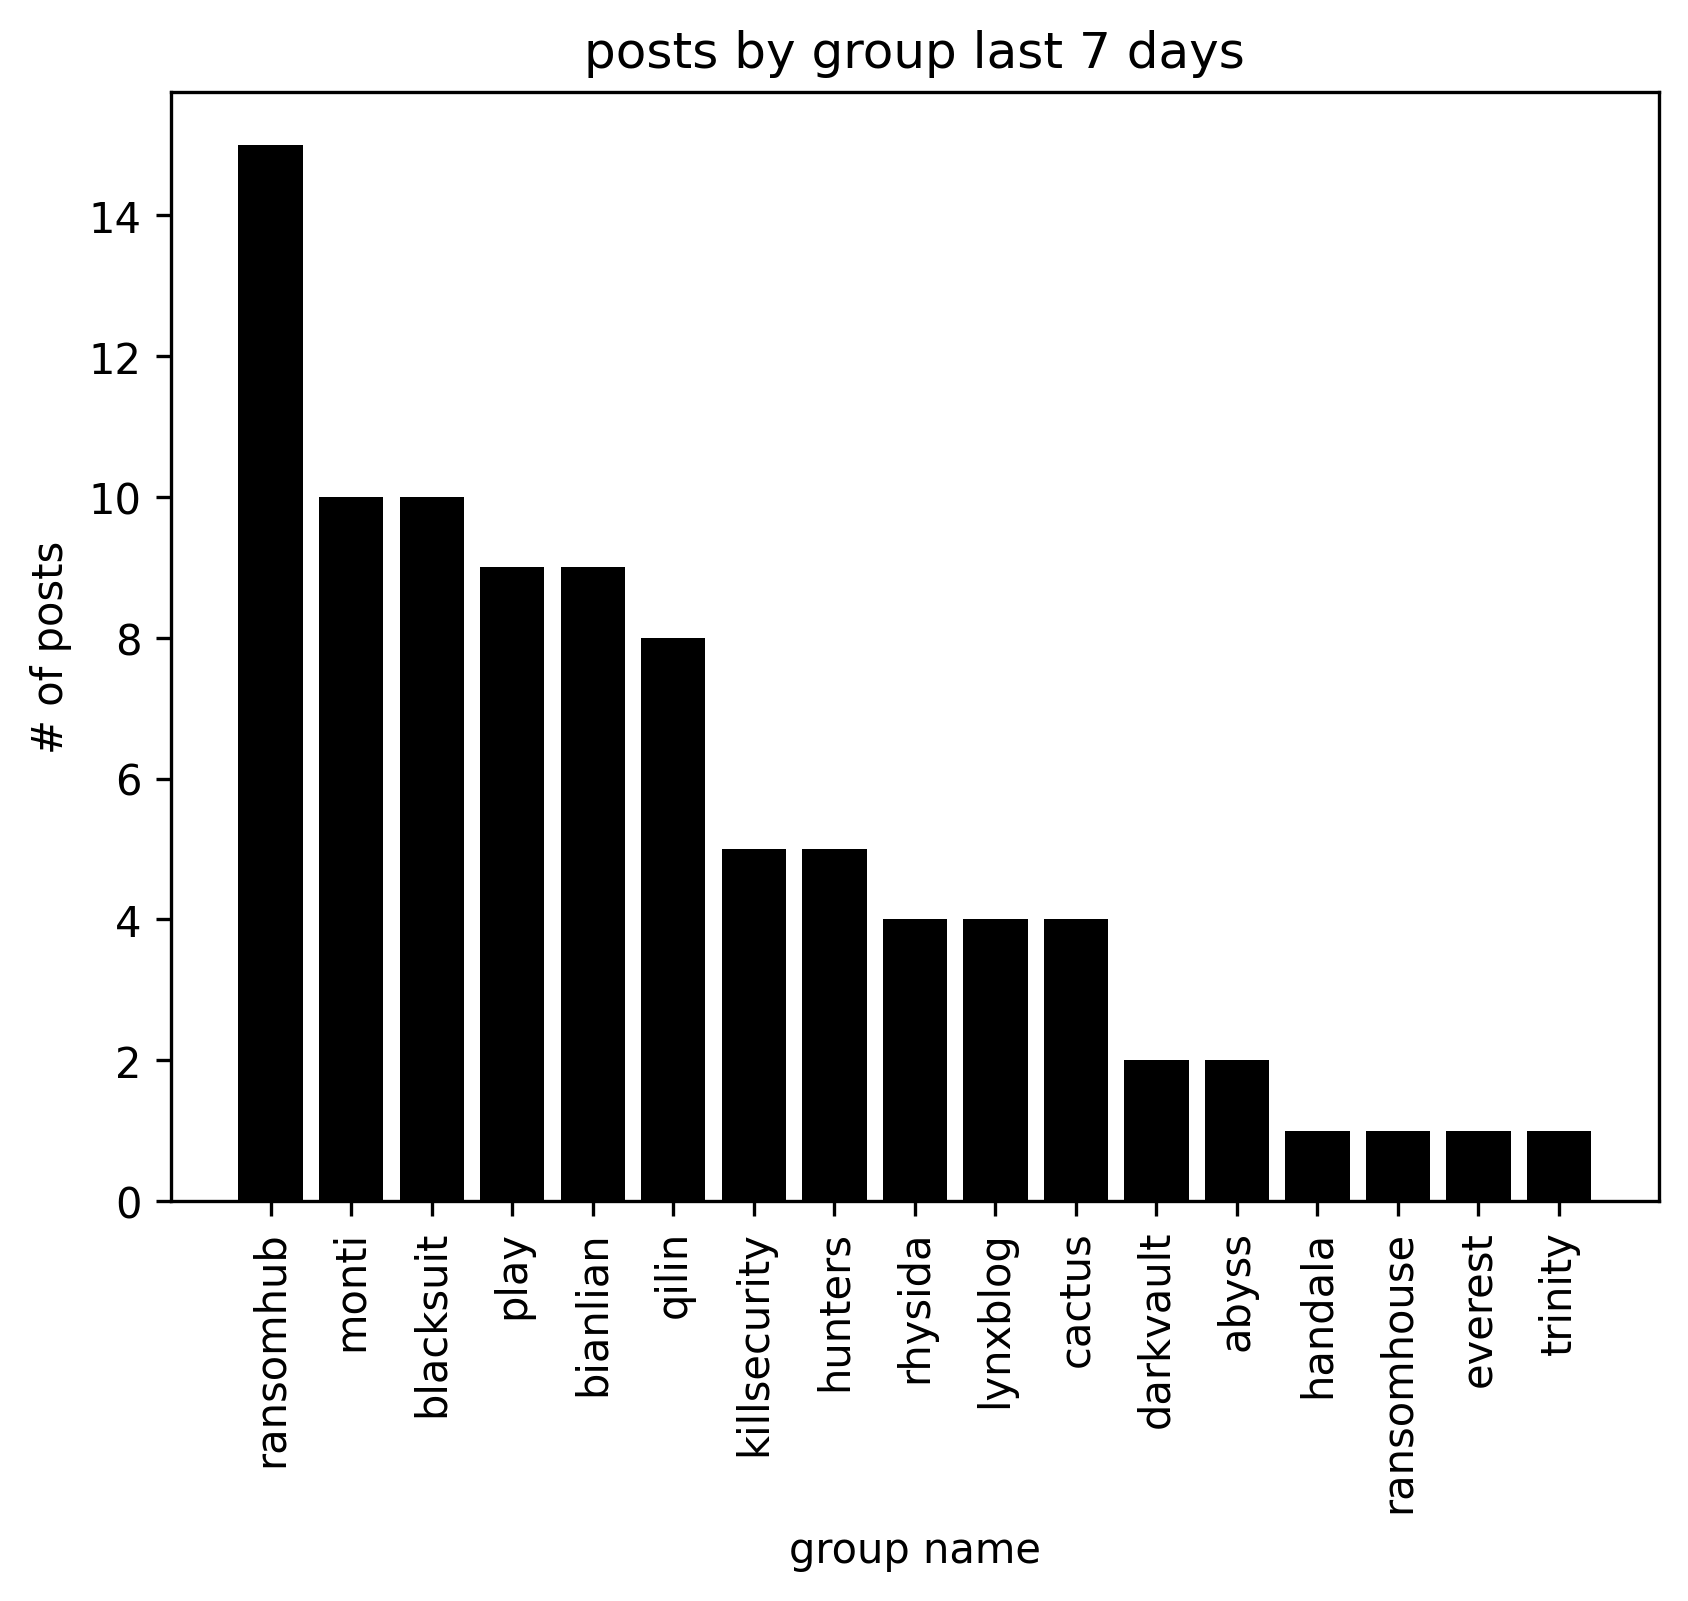 posts by group last 7 days
# of posts
14
12
10
8
6
4
2
0
ransomhub
monti
blacksuit
play
bianlian
qilin
killsecurity
hunters
rhysida
lynxblog
cactus
darkvault
abyss
handala
ransomhouse
everest
trinity
group name